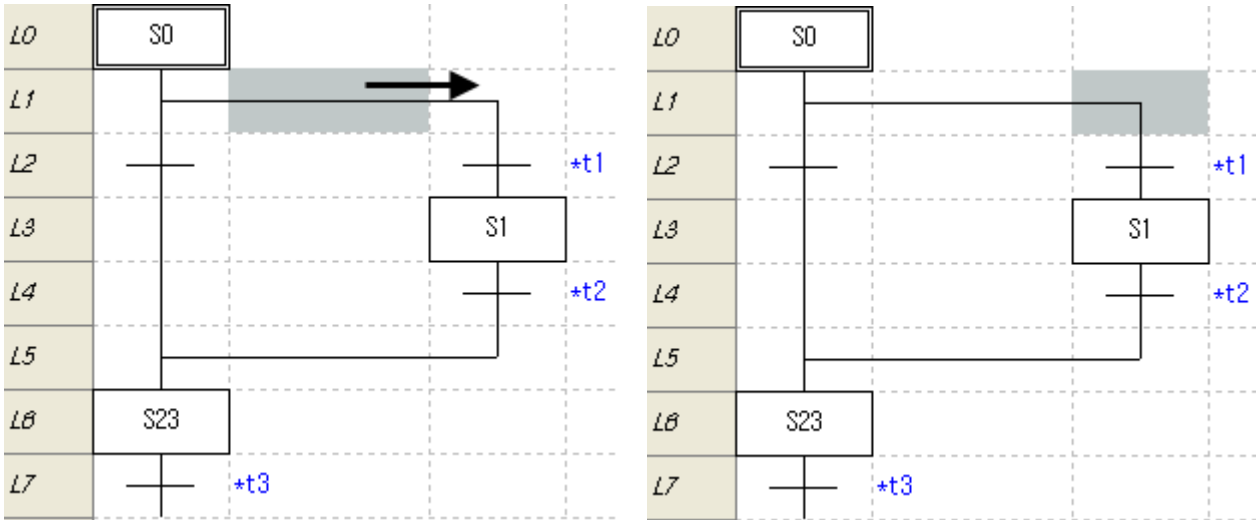 L0 S0
L1
L2 *t1
L3 S1
L4 *t2
L5
L6 S23
L7 *t3
L0 S0
L1
L2 *t1
L3 S1
L4 *t2
L5
L6 S23
L7 *t3